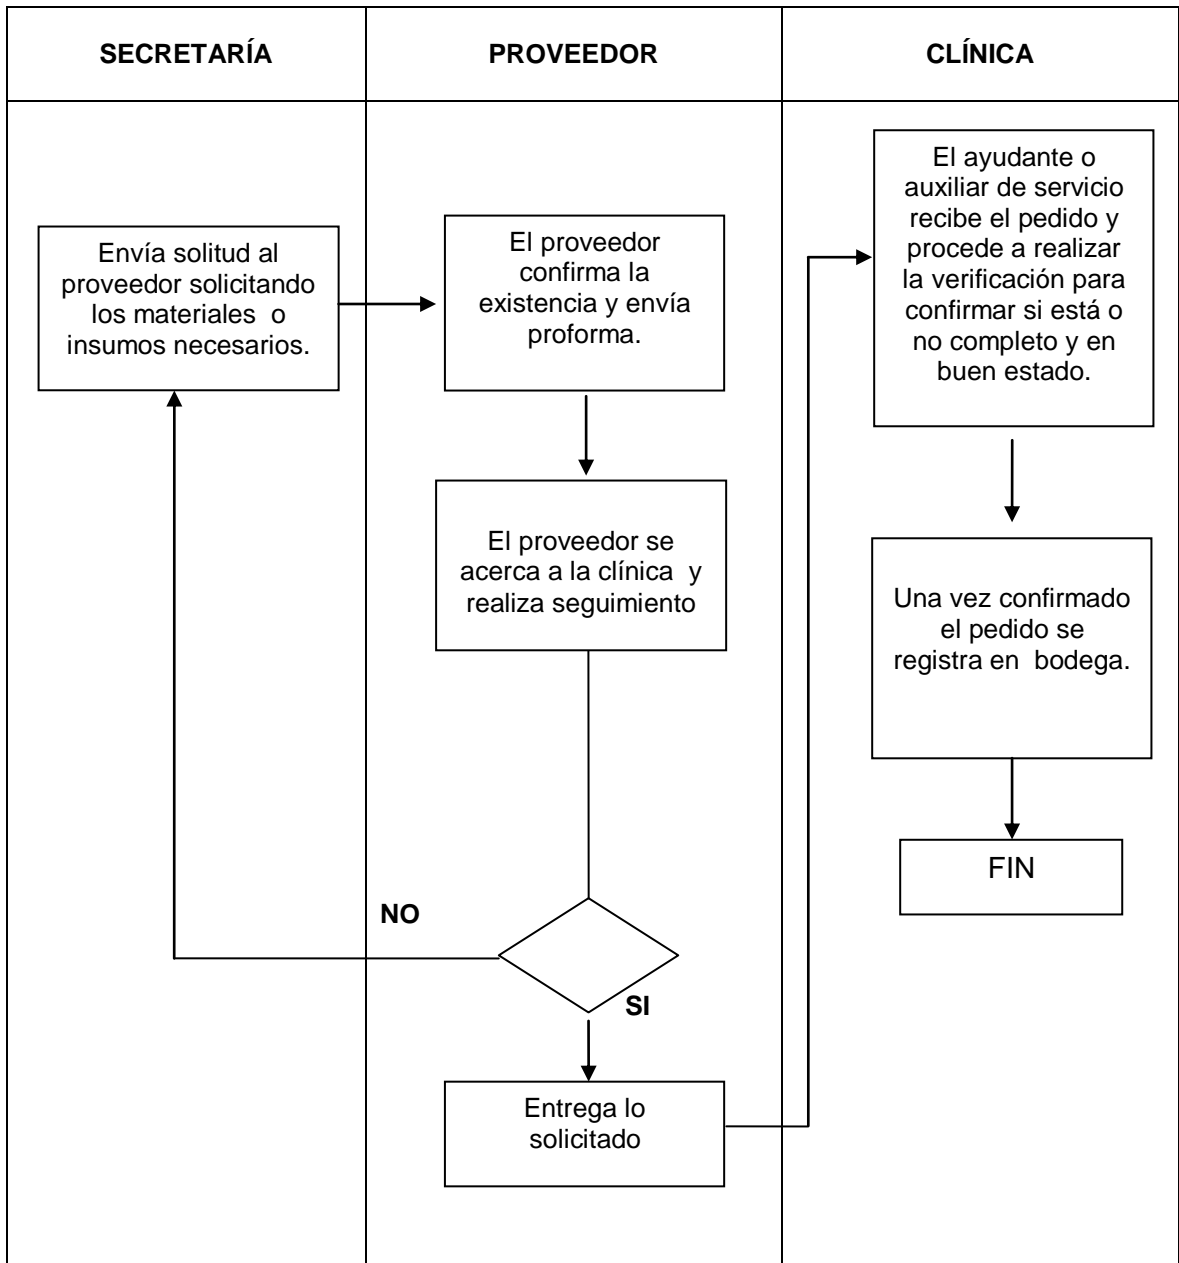 SECRETARÍA
PROVEEDOR
CLÍNICA
Envía solitud al
proveedor solicitando
los materiales o
insumos necesarios.
El proveedor
confirma la
existencia y envía
proforma.
El proveedor se
acerca a la clínica y
realiza seguimiento
NO
SI
Entrega lo
solicitado
El ayudante o
auxiliar de servicio
recibe el pedido y
procede a realizar
la verificación para
confirmar si está o
no completo y en
buen estado.
Una vez confirmado
el pedido se
registra en bodega.
FIN